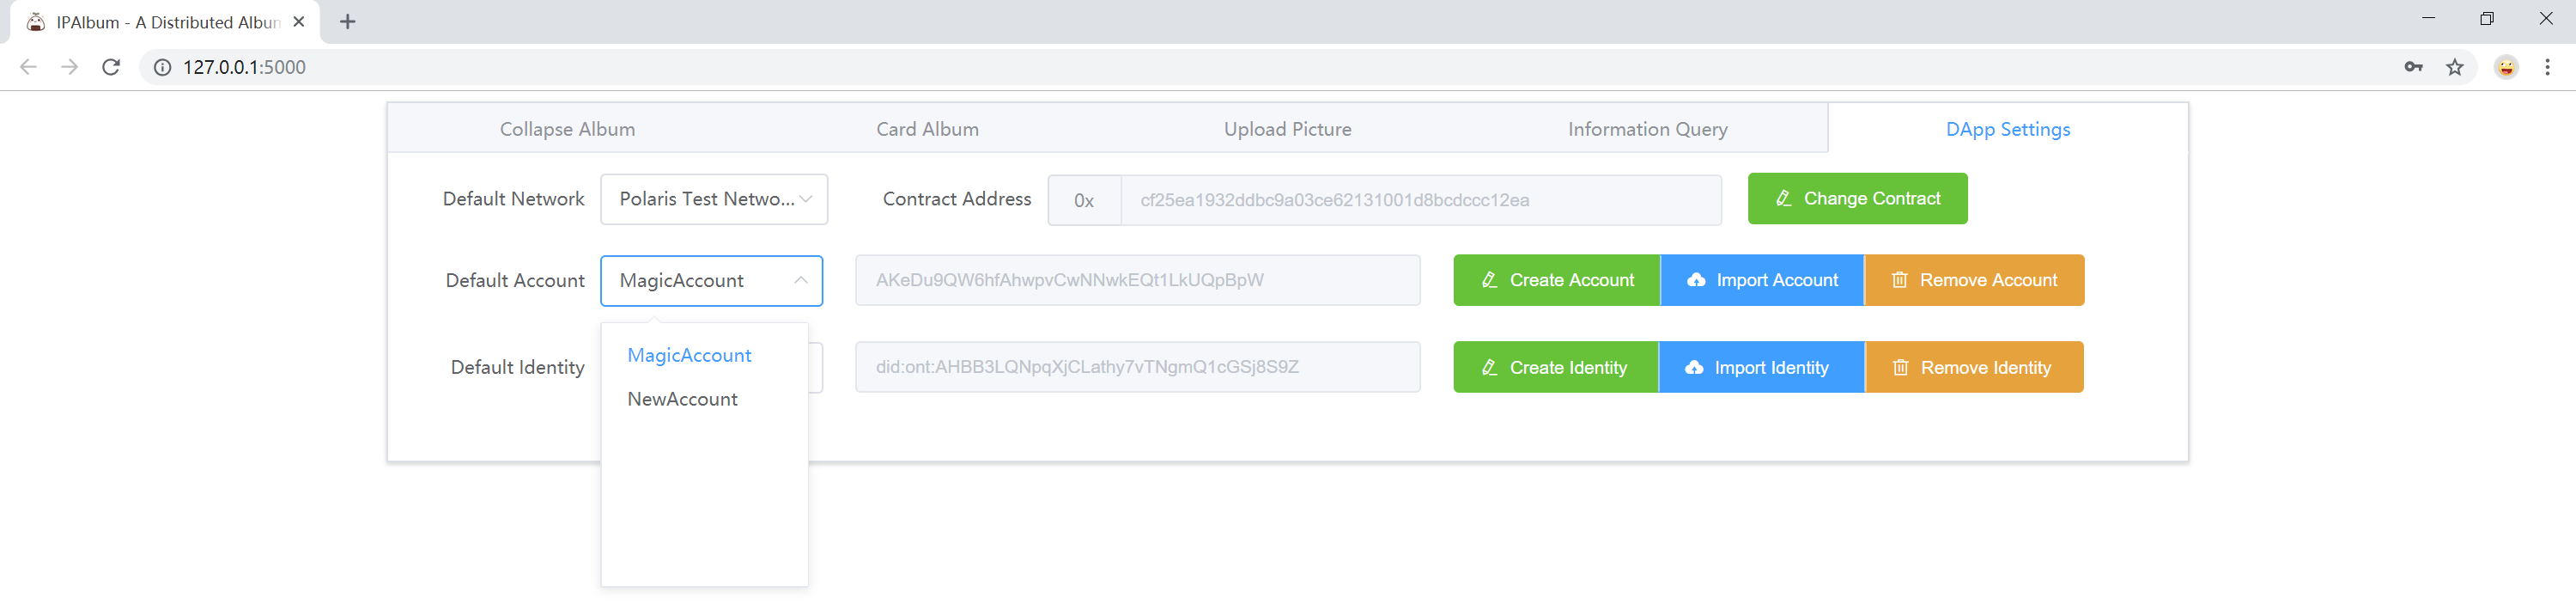 IPAlbum - A Distributed Album
127.0.0.1:5000
Collapse Album Card Album Upload Picture Information Query DApp Settings
Default Network Polaris Test Netwo... Contract Address 0x cf25ea1932ddbc9a03ce62131001d8bcdccc12ea Change Contract
Default Account MagicAccount AKeDu9QW6hfAhwpvCwNNwkEQt1LkUQpBpW Create Account Import Account Remove Account
MagicAccount
Default Identity did:ont:AHBB3LQNpqXjCLathy7vTNgmQ1cGSj8S9Z Create Identity Import Identity Remove Identity
NewAccount